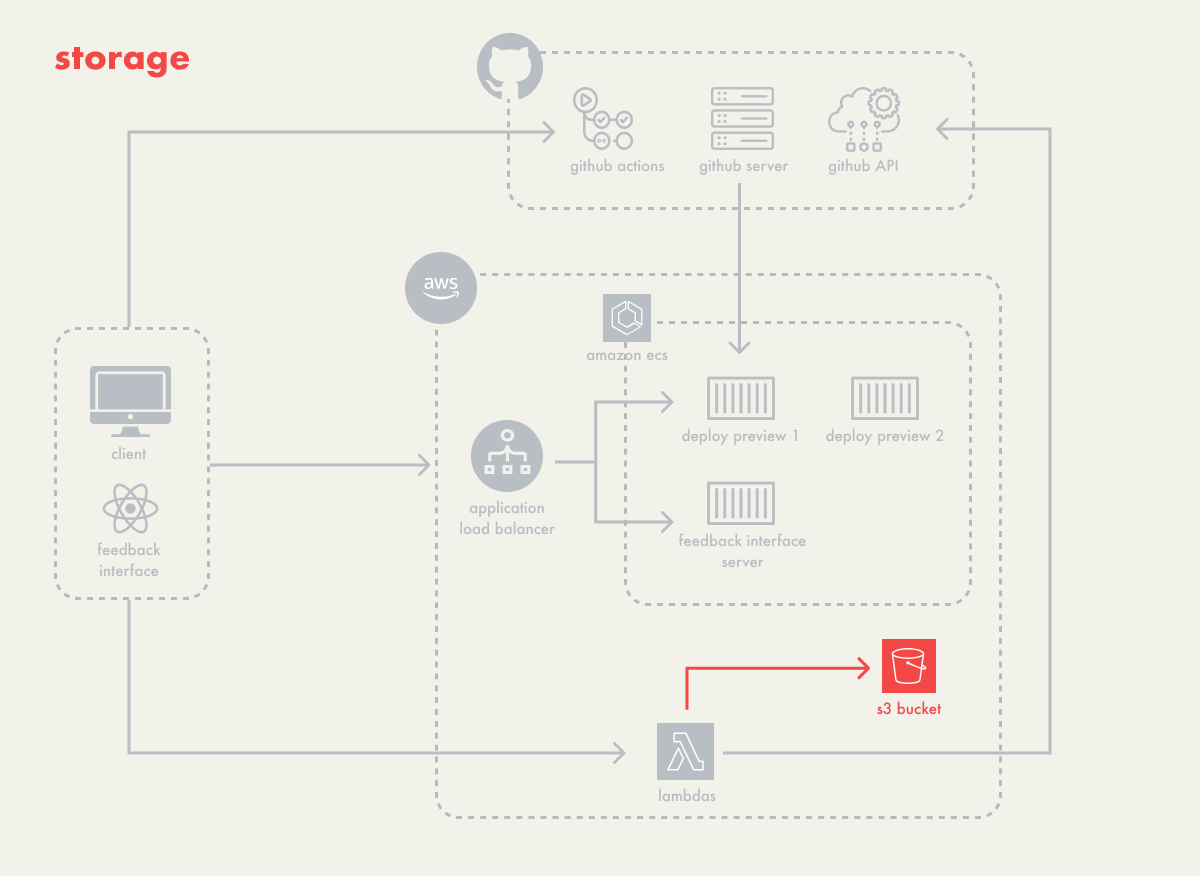 storage
github actions
github server
github API
aws
amazon ecs
deploy preview 1
deploy preview 2
client
application
load balancer
feedback
interface
feedback interface
server
s3 bucket
lambdas